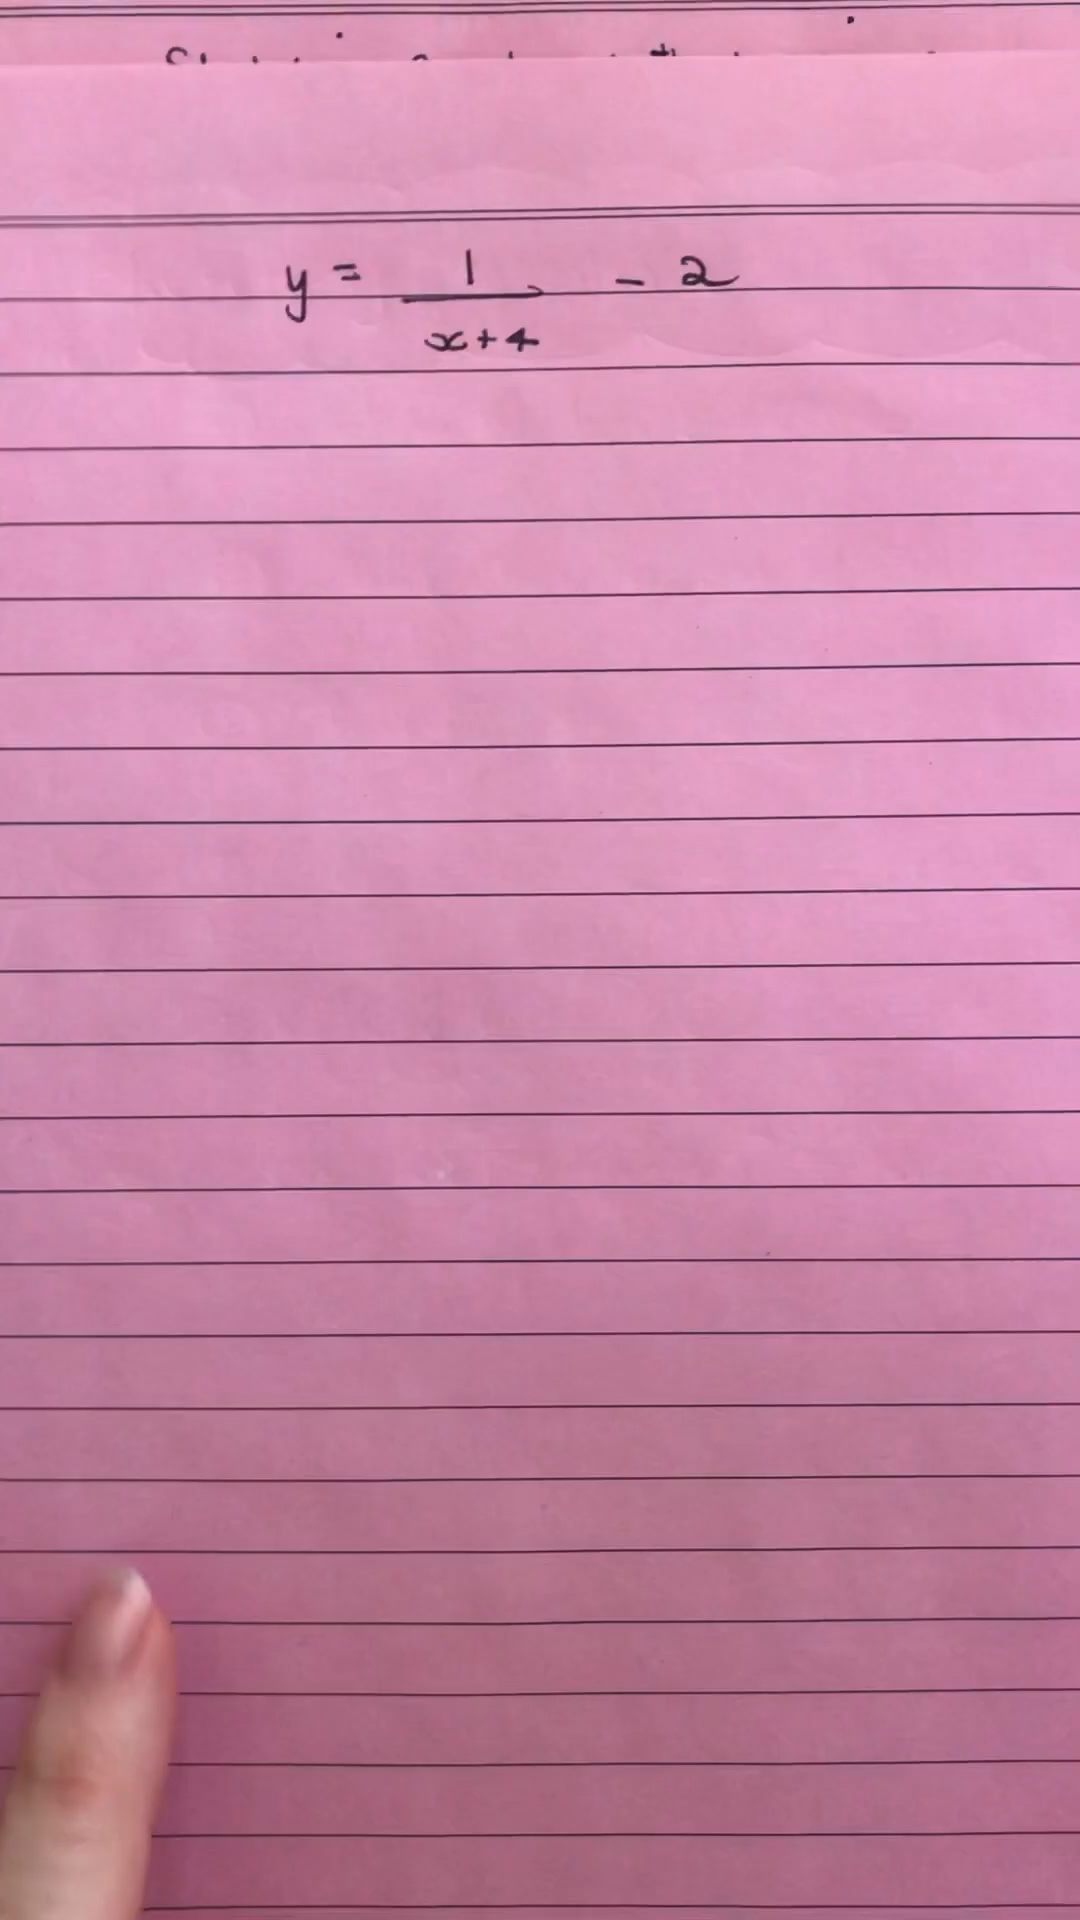 y = 1/(x+4) - 2